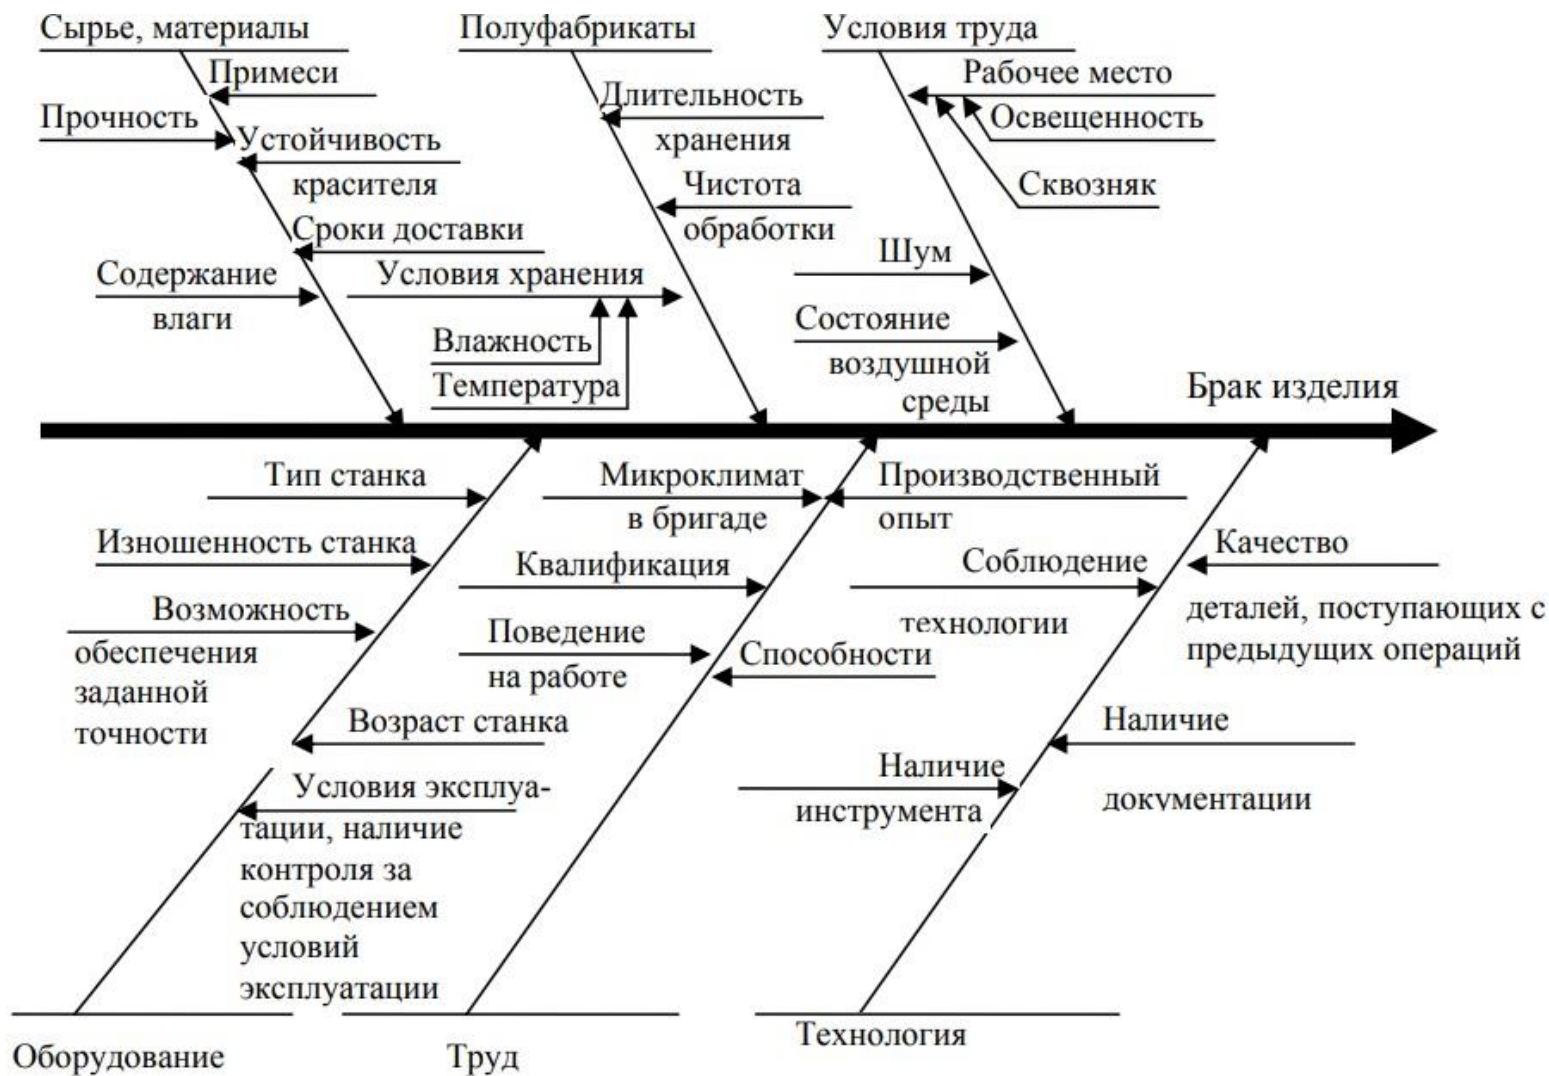 Сырье, материалы
Полуфабрикаты
Условия труда
Примеси
Прочность
Устойчивость
красителя
Сроки доставки
Содержание
влаги
Длительность
хранения
Чистота
обработки
Условия хранения
Влажность
Температура
Рабочее место
Освещенность
Сквозняк
Шум
Состояние
воздушной
среды
Брак изделия
Тип станка
Изношенность станка
Возможность
обеспечения
заданной
точности
Возраст станка
Условия эксплуа-
тации, наличие
контроля за
соблюдением
условий
эксплуатации
Микроклимат
в бригаде
Производственный
опыт
Квалификация
Поведение
на работе
Способности
Соблюдение
технологии
Качество
деталей, поступающих с
предыдущих операций
Наличие
документации
Наличие
инструмента
Оборудование
Труд
Технология